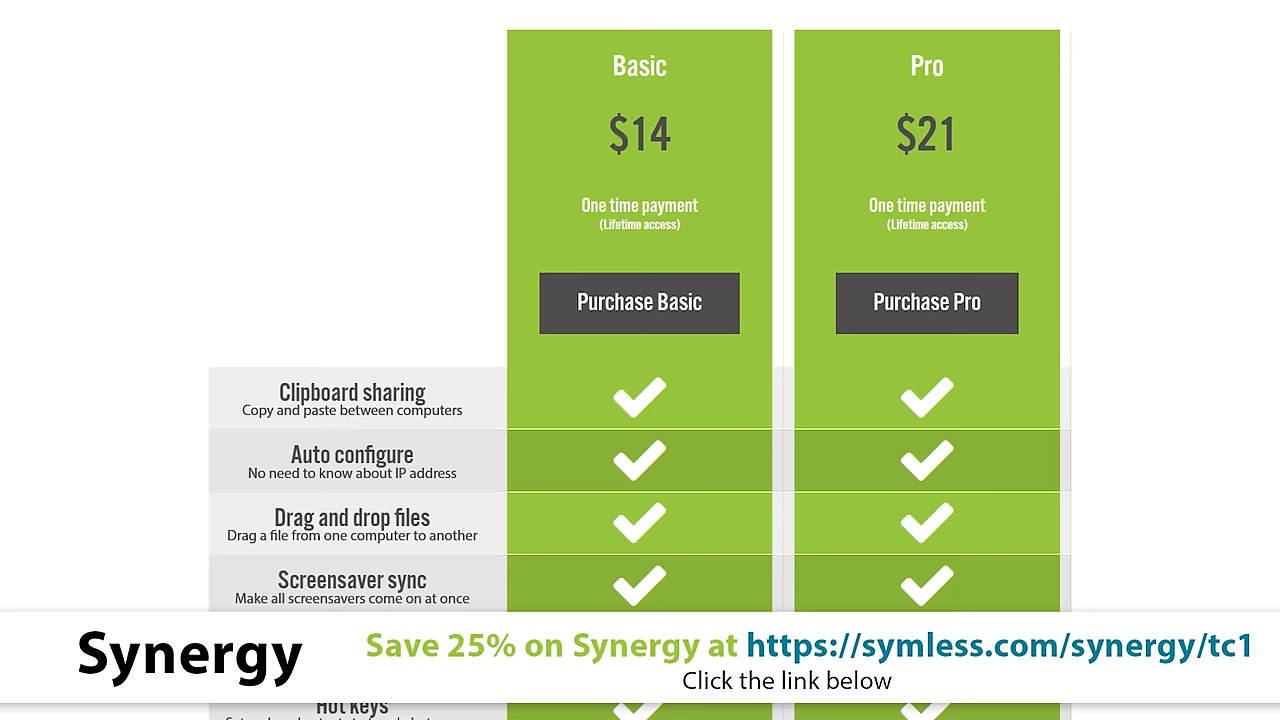 Basic
Pro
$14
$21
One time payment
(Lifetime access)
One time payment
(Lifetime access)
Purchase Basic
Purchase Pro
Clipboard sharing
Copy and paste between computers
Auto configure
No need to know about IP address
Drag and drop files
Drag a file from one computer to another
Screensaver sync
Make all screensavers come on at once
Synergy
Save 25% on Synergy at https://symless.com/synergy/tc1
Click the link below
Hot keys